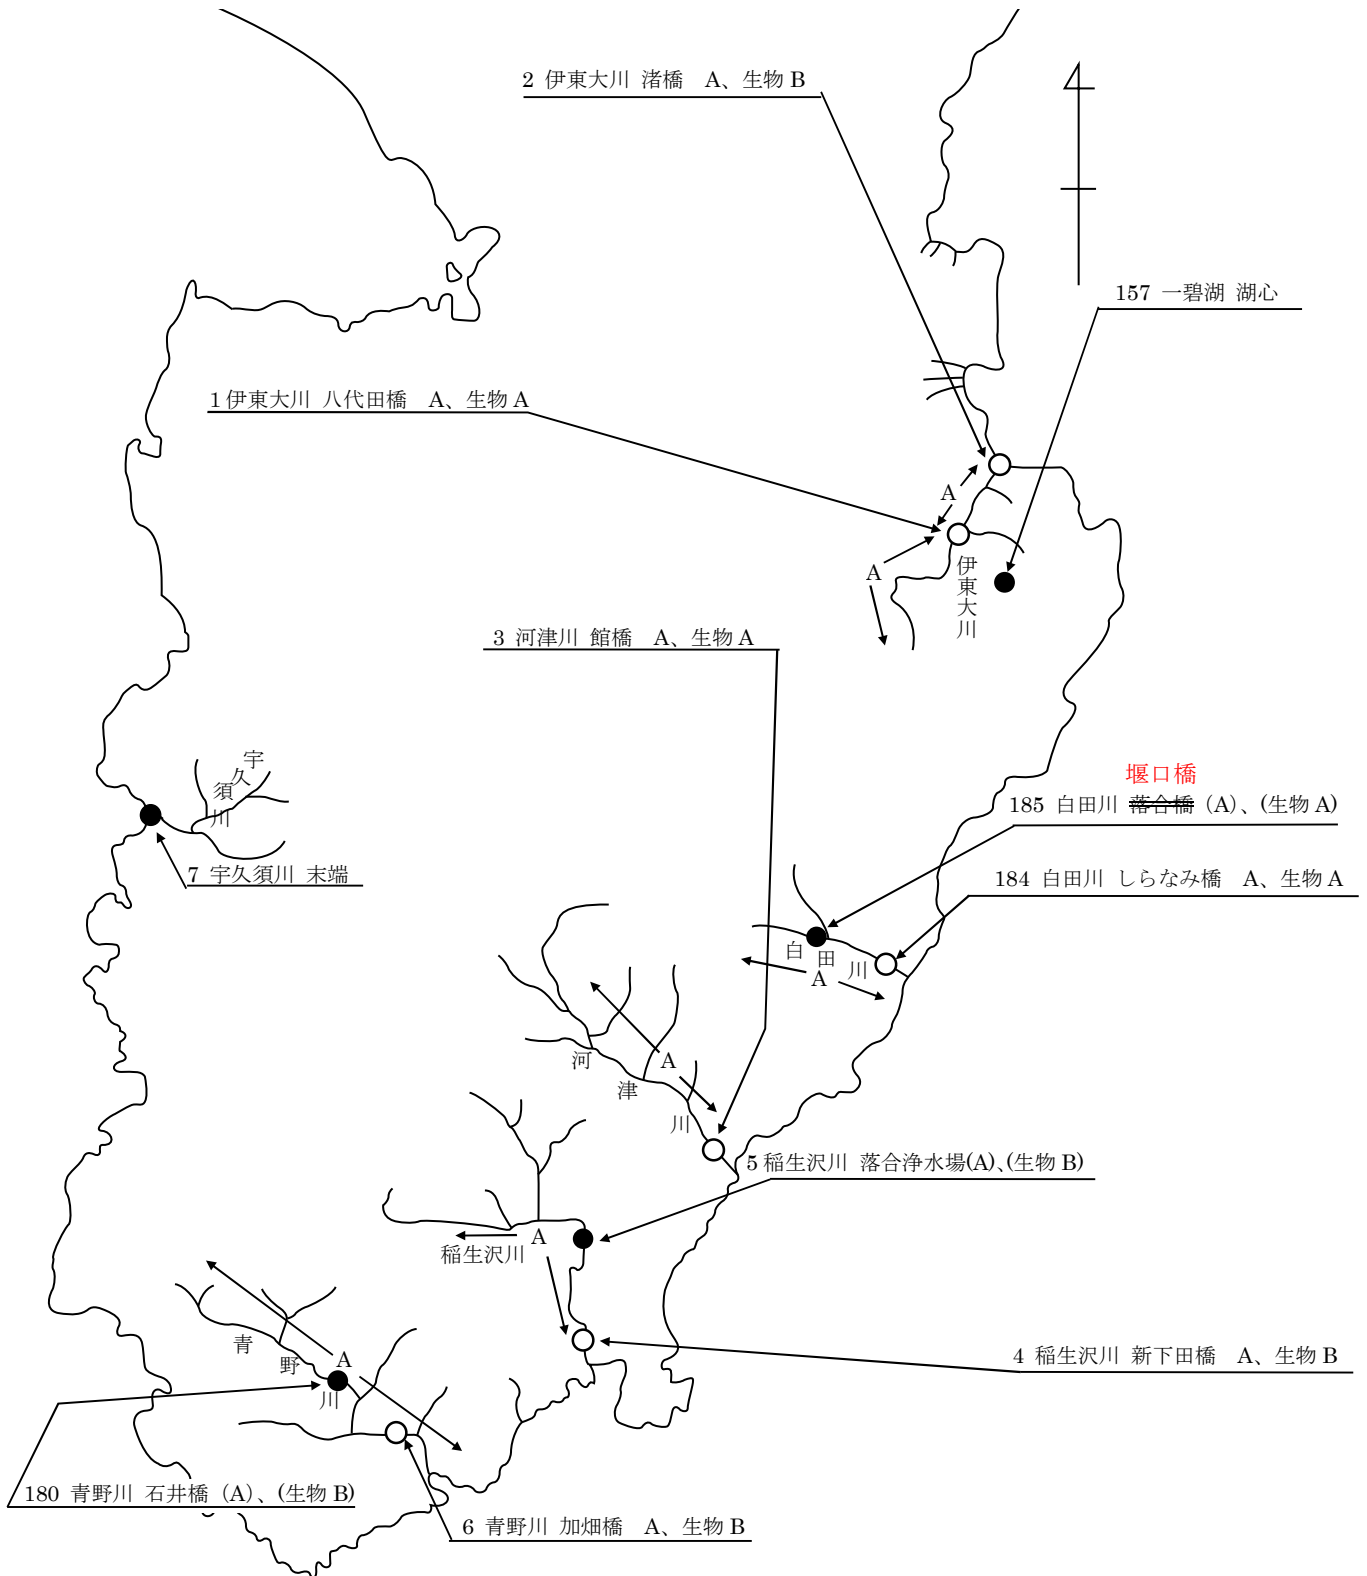 2 伊東大川 渚橋 A、生物 B
157 一碧湖 湖心
1 伊東大川 八代田橋 A、生物 A
A
A
伊東大川
3 河津川 館橋 A、生物 A
堰口橋
185 白田川 落合橋 (A)、(生物 A)
宇久須川
7 宇久須川 末端
184 白田川 しらなみ橋 A、生物 A
白田川
A
A
河津川
5 稲生沢川 落合浄水場(A)、(生物 B)
A
稲生沢川
青野川
A
4 稲生沢川 新下田橋 A、生物 B
180 青野川 石井橋 (A)、(生物 B)
6 青野川 加畑橋 A、生物 B